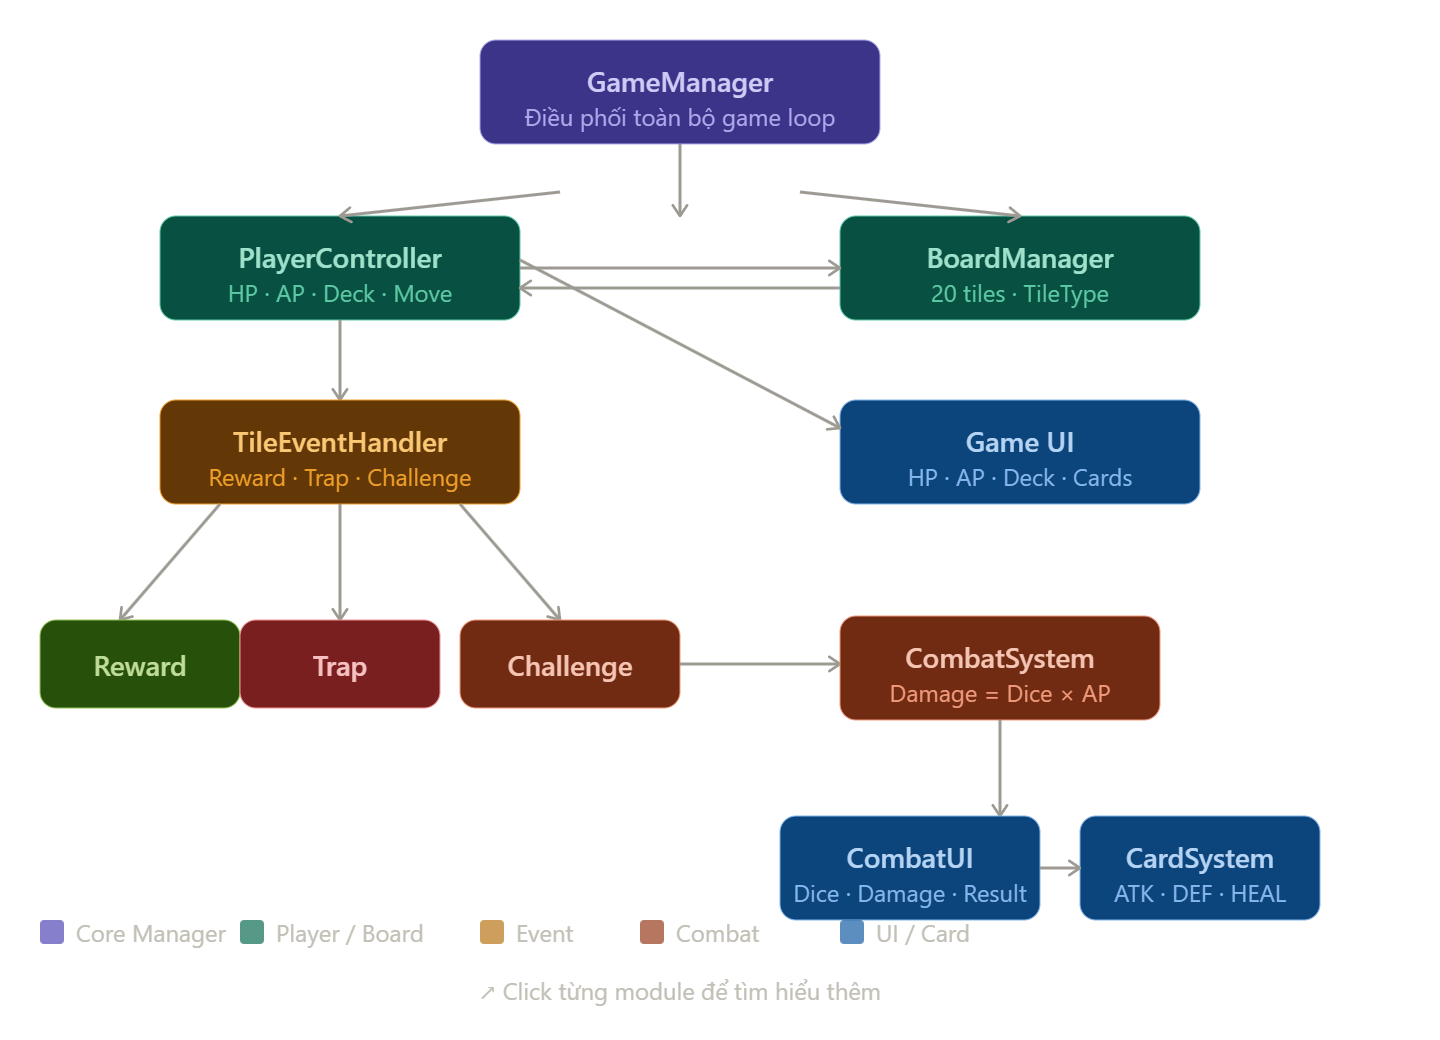 GameManager
Điều phối toàn bộ game loop
PlayerController
HP · AP · Deck · Move
BoardManager
20 tiles · TileType
TileEventHandler
Reward · Trap · Challenge
Game UI
HP · AP · Deck · Cards
Reward
Trap
Challenge
CombatSystem
Damage = Dice × AP
CombatUI
Dice · Damage · Result
CardSystem
ATK · DEF · HEAL
Core Manager
Player / Board
Event
Combat
UI / Card
↗ Click từng module để tìm hiểu thêm